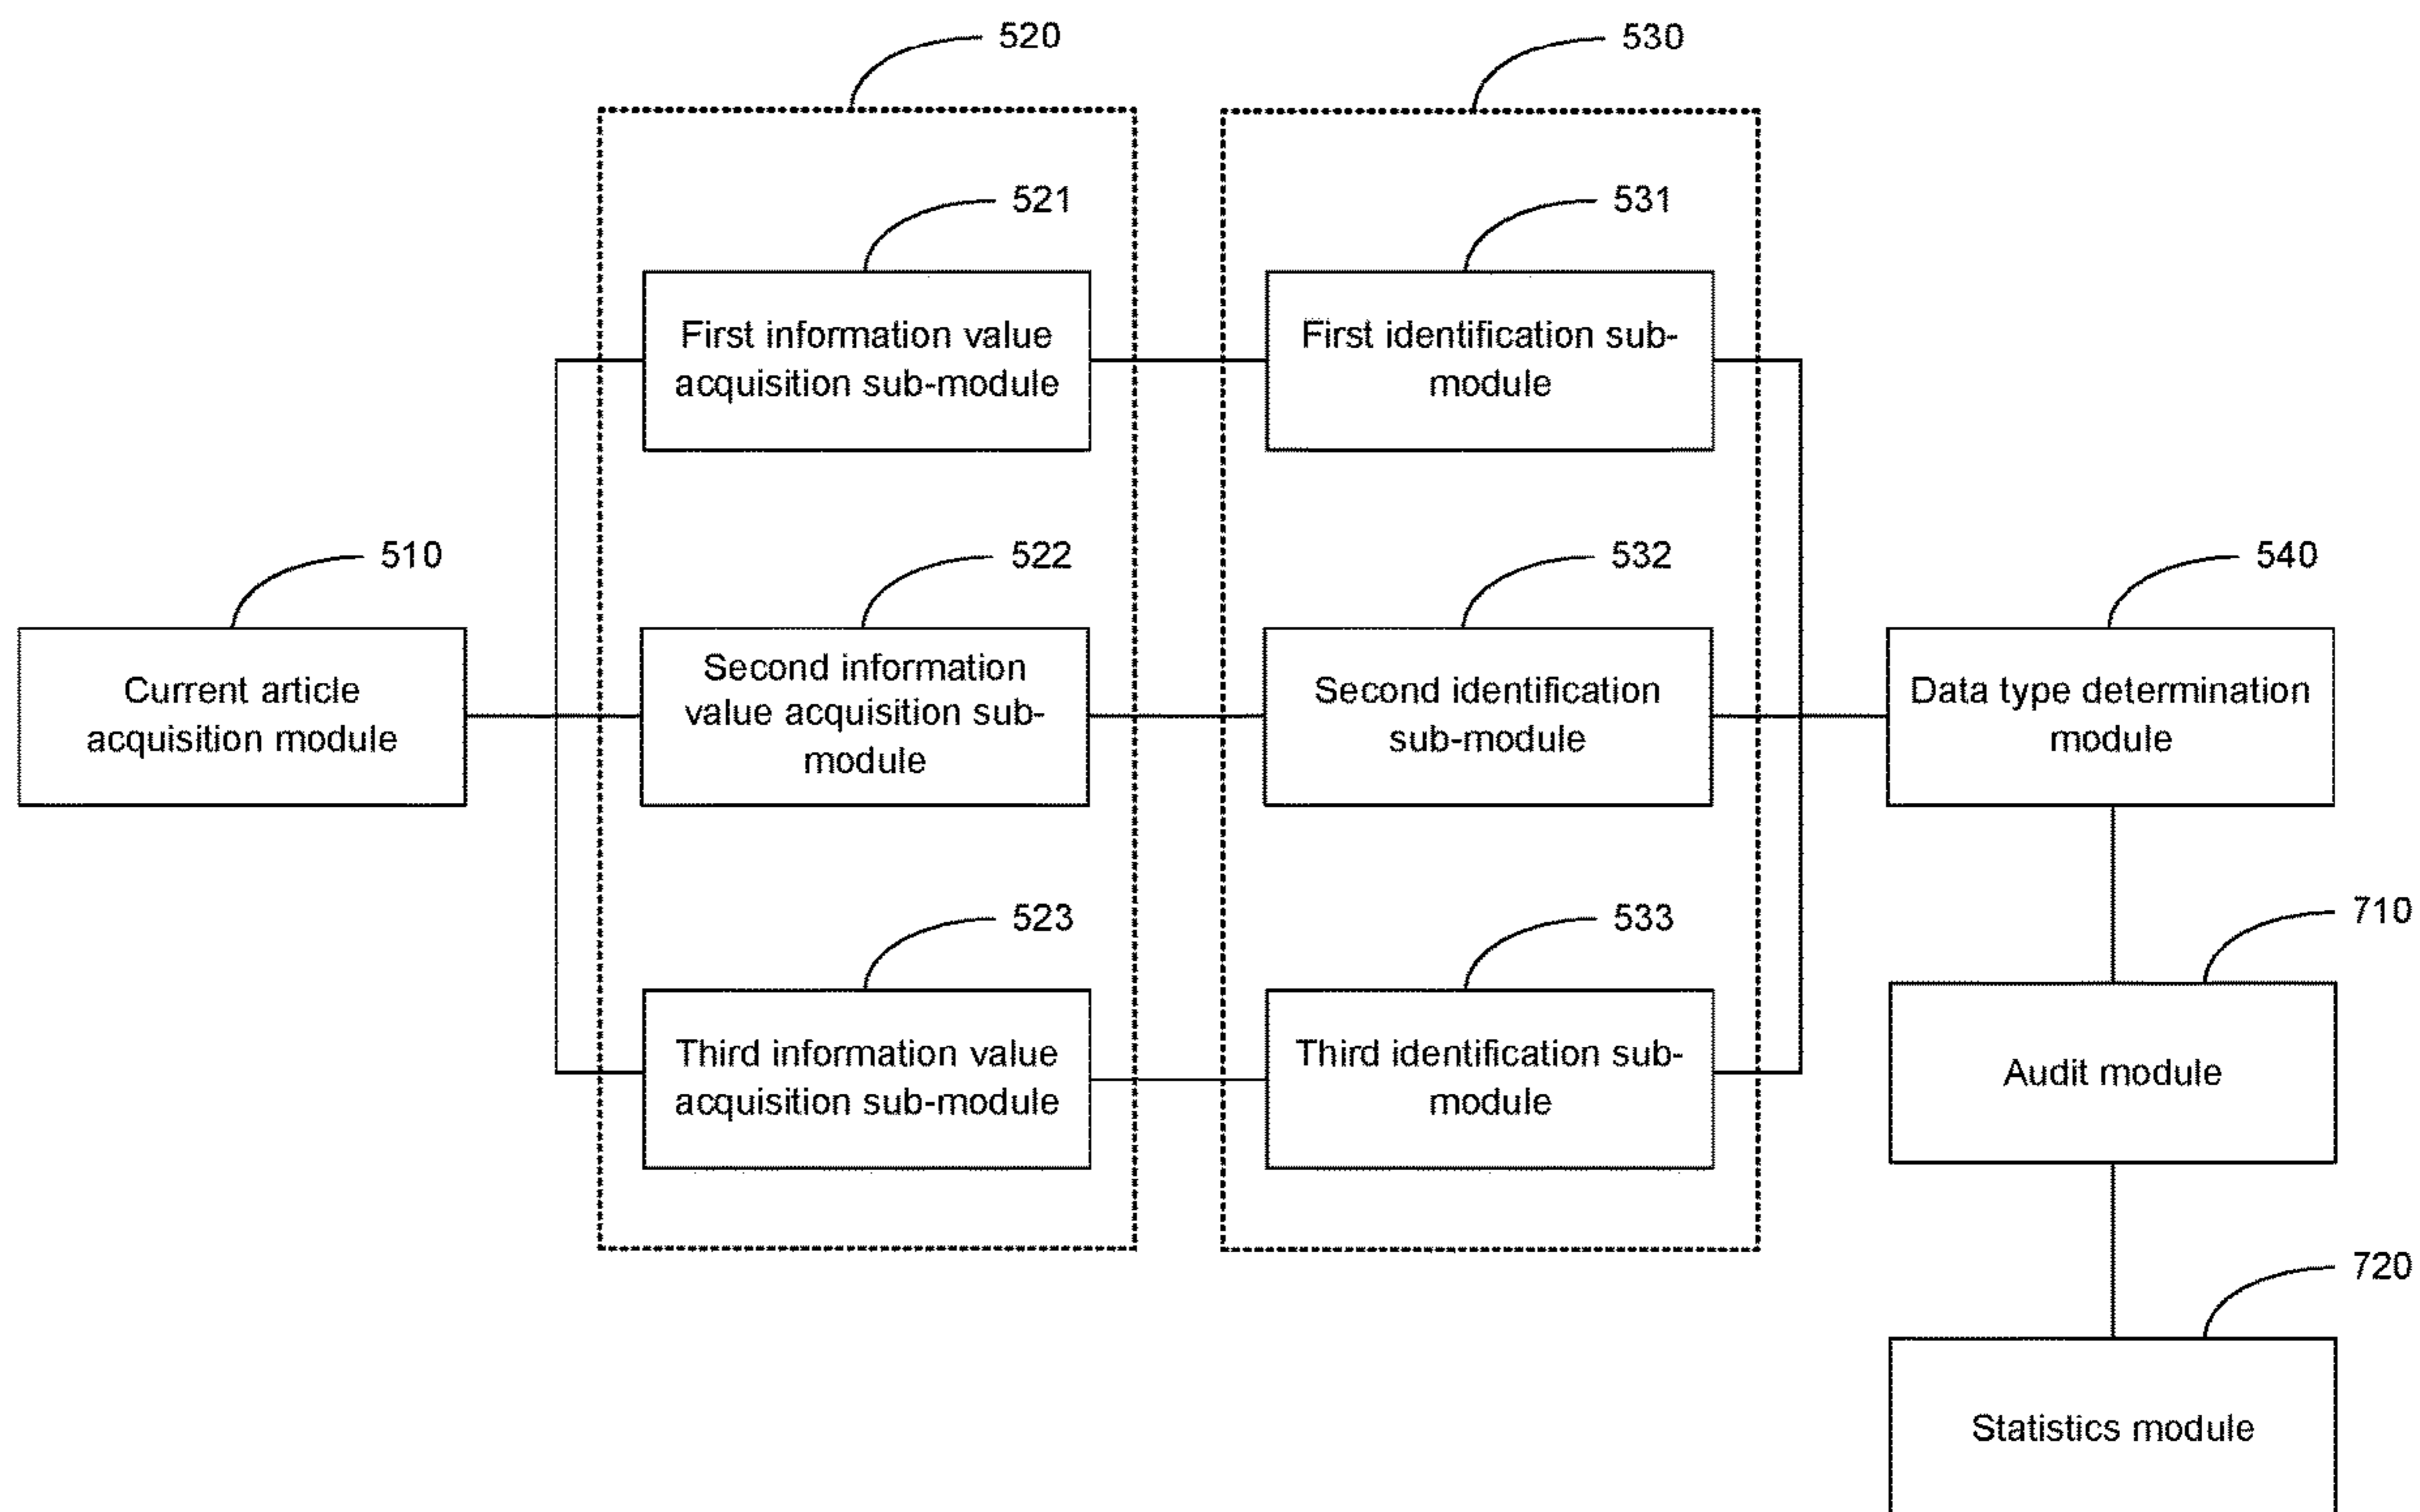 520
530
521
531
First information value
acquisition sub-module
First identification sub-
module
510
522
532
540
Current article
acquisition module
Second information
value acquisition sub-
module
Second identification
sub-module
Data type determination
module
523
533
710
Third information value
acquisition sub-module
Third identification sub-
module
Audit module
720
Statistics module